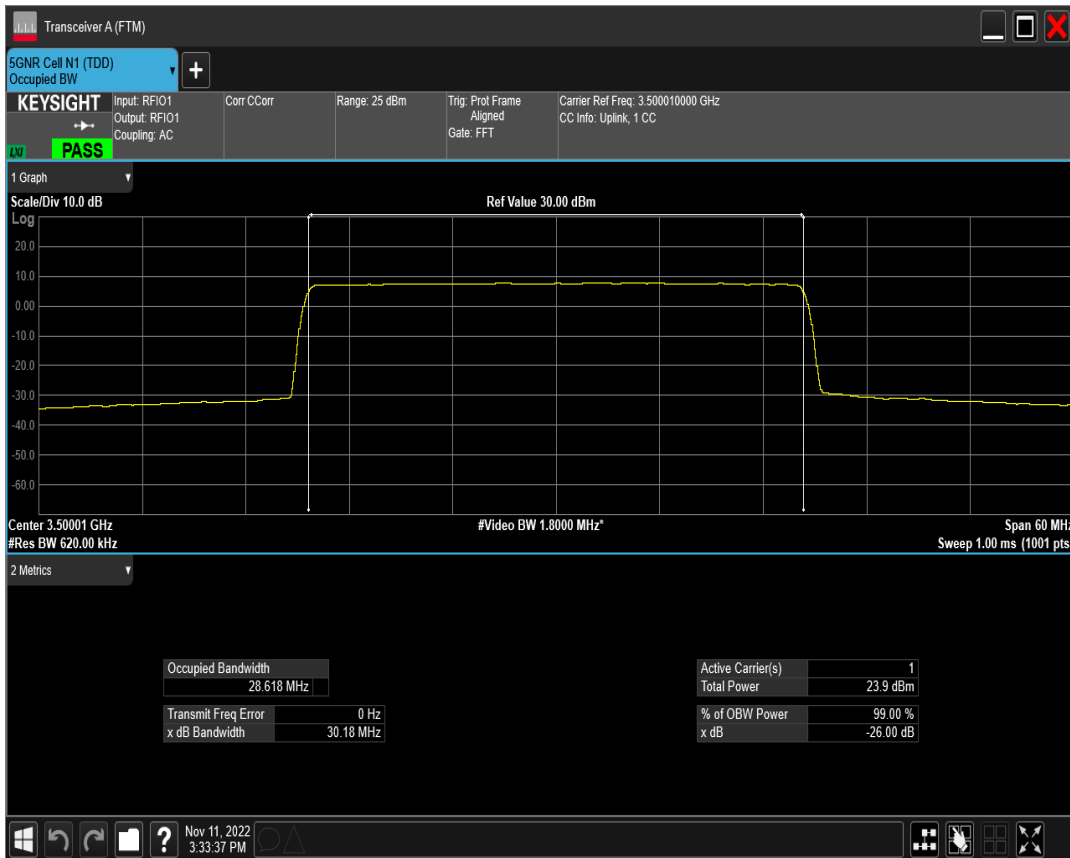 Transceiver A (FTM)
5GNR Cell N1 (TDD)
Occupied BW
+
KEYSIGHT
LXI
PASS
Input: RFIO1
Output: RFIO1
Coupling: AC
Corr CCorr
Range: 25 dBm
Trig: Prot Frame
Aligned
Gate: FFT
Carrier Ref Freq: 3.500010000 GHz
CC Info: Uplink, 1 CC
1 Graph
Scale/Div 10.0 dB
Ref Value 30.00 dBm
Log
20.0
10.0
0.00
-10.0
-20.0
-30.0
-40.0
-50.0
-60.0
Center 3.50001 GHz
#Video BW 1.8000 MHz*
Span 60 MHz
#Res BW 620.00 kHz
Sweep 1.00 ms (1001 pts
2 Metrics
Occupied Bandwidth
28.618 MHz
Transmit Freq Error 0 Hz
x dB Bandwidth 30.18 MHz
Active Carrier(s) 1
Total Power 23.9 dBm
% of OBW Power 99.00 %
x dB -26.00 dB
?
Nov 11, 2022
3:33:37 PM